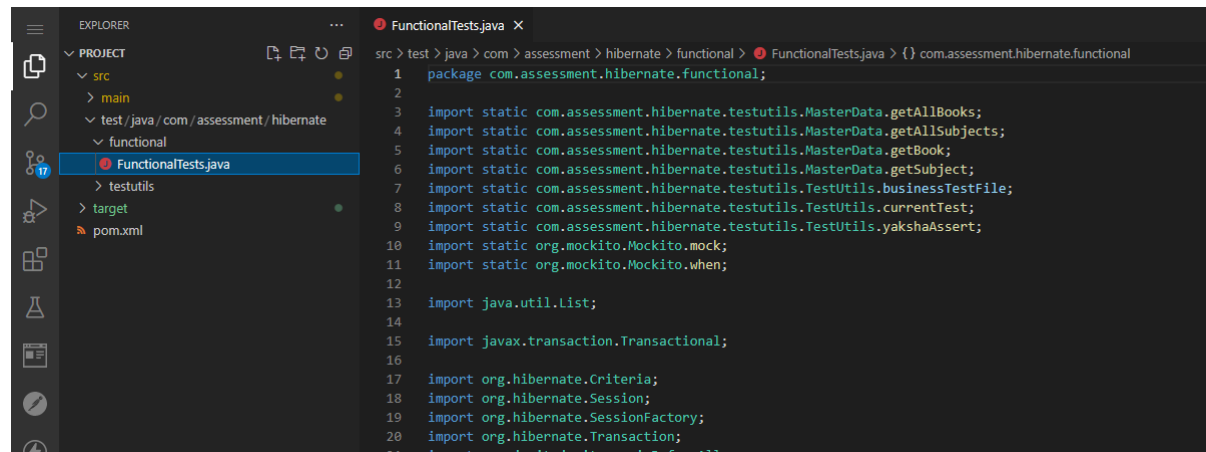 EXPLORER
PROJECT
src
main
test/java/com/assessment/hibernate
functional
FunctionalTests.java
testutils
target
pom.xml
17
FunctionalTests.java
src > test > java > com > assessment > hibernate > functional > FunctionalTests.java > {} com.assessment.hibernate.functional
1 package com.assessment.hibernate.functional;
2
3 import static com.assessment.hibernate.testutils.MasterData.getAllBooks;
4 import static com.assessment.hibernate.testutils.MasterData.getAllSubjects;
5 import static com.assessment.hibernate.testutils.MasterData.getBook;
6 import static com.assessment.hibernate.testutils.MasterData.getSubject;
7 import static com.assessment.hibernate.testutils.TestUtils.businessTestFile;
8 import static com.assessment.hibernate.testutils.TestUtils.currentTest;
9 import static com.assessment.hibernate.testutils.TestUtils.yakshaAssert;
10 import static org.mockito.Mockito.mock;
11 import static org.mockito.Mockito.when;
12
13 import java.util.List;
14
15 import javax.transaction.Transactional;
16
17 import org.hibernate.Criteria;
18 import org.hibernate.Session;
19 import org.hibernate.SessionFactory;
20 import org.hibernate.Transaction;